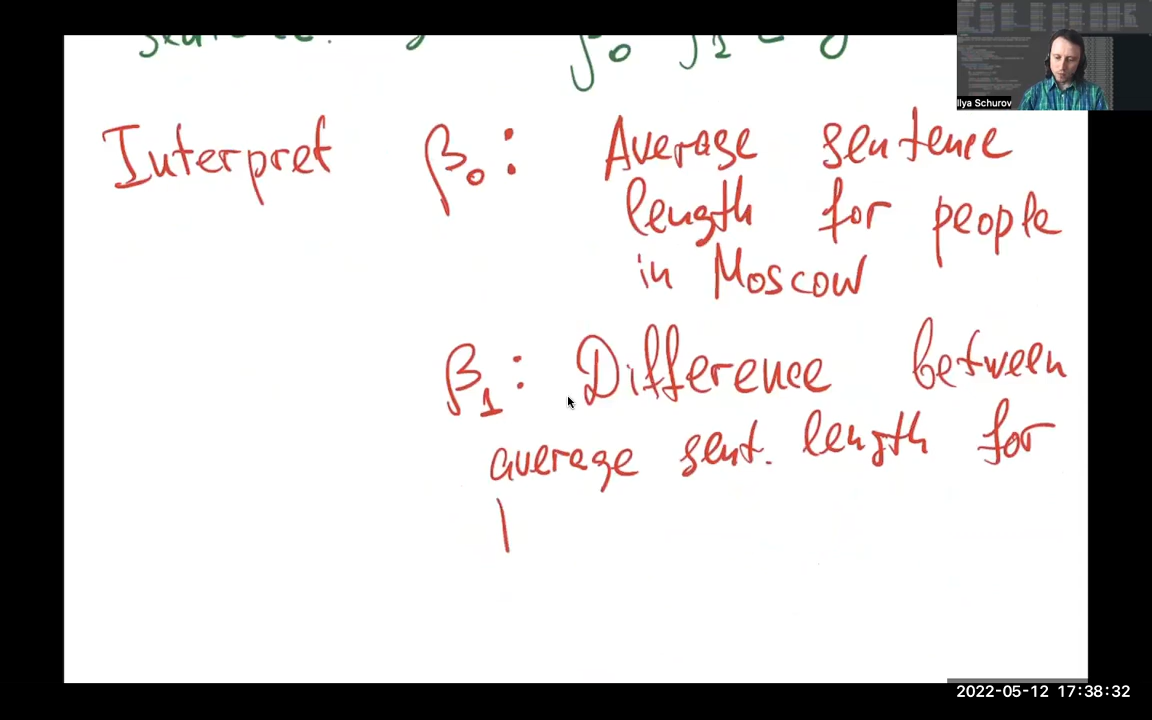 Ilya Schurov
Interpret β₀: Average sentence
length for people
in Moscow
β₁: Difference between
average sent. length for
2022-05-12 17:38:32